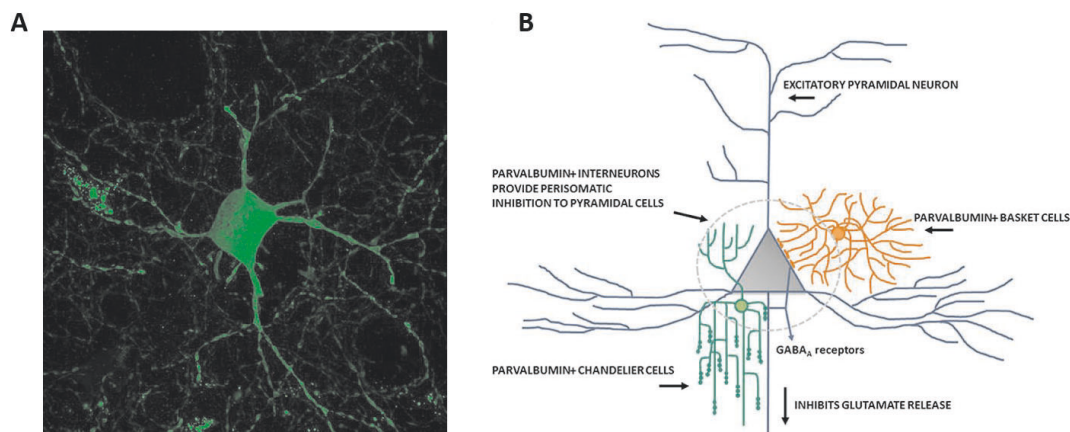 A
B
EXCITATORY PYRAMIDAL NEURON
PARVALBUMIN+ INTERNEURONS
PROVIDE PERISOMATIC
INHIBITION TO PYRAMIDAL CELLS
PARVALBUMIN+ BASKET CELLS
GABAA receptors
PARVALBUMIN+ CHANDELIER CELLS
INHIBITS GLUTAMATE RELEASE